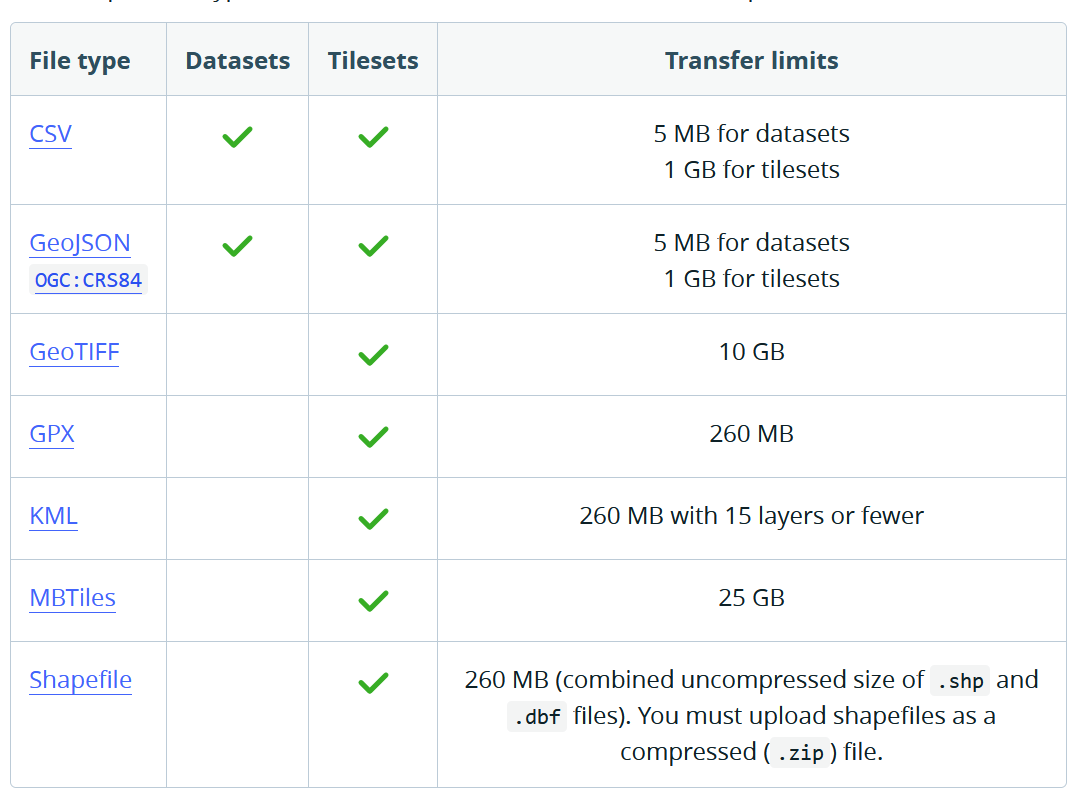 File type Datasets Tilesets Transfer limits
CSV 5 MB for datasets
1 GB for tilesets
GeoJSON 5 MB for datasets
OGC:CRS84 1 GB for tilesets
GeoTIFF 10 GB
GPX 260 MB
KML 260 MB with 15 layers or fewer
MBTiles 25 GB
Shapefile 260 MB (combined uncompressed size of .shp and
.dbf files). You must upload shapefiles as a
compressed (.zip) file.